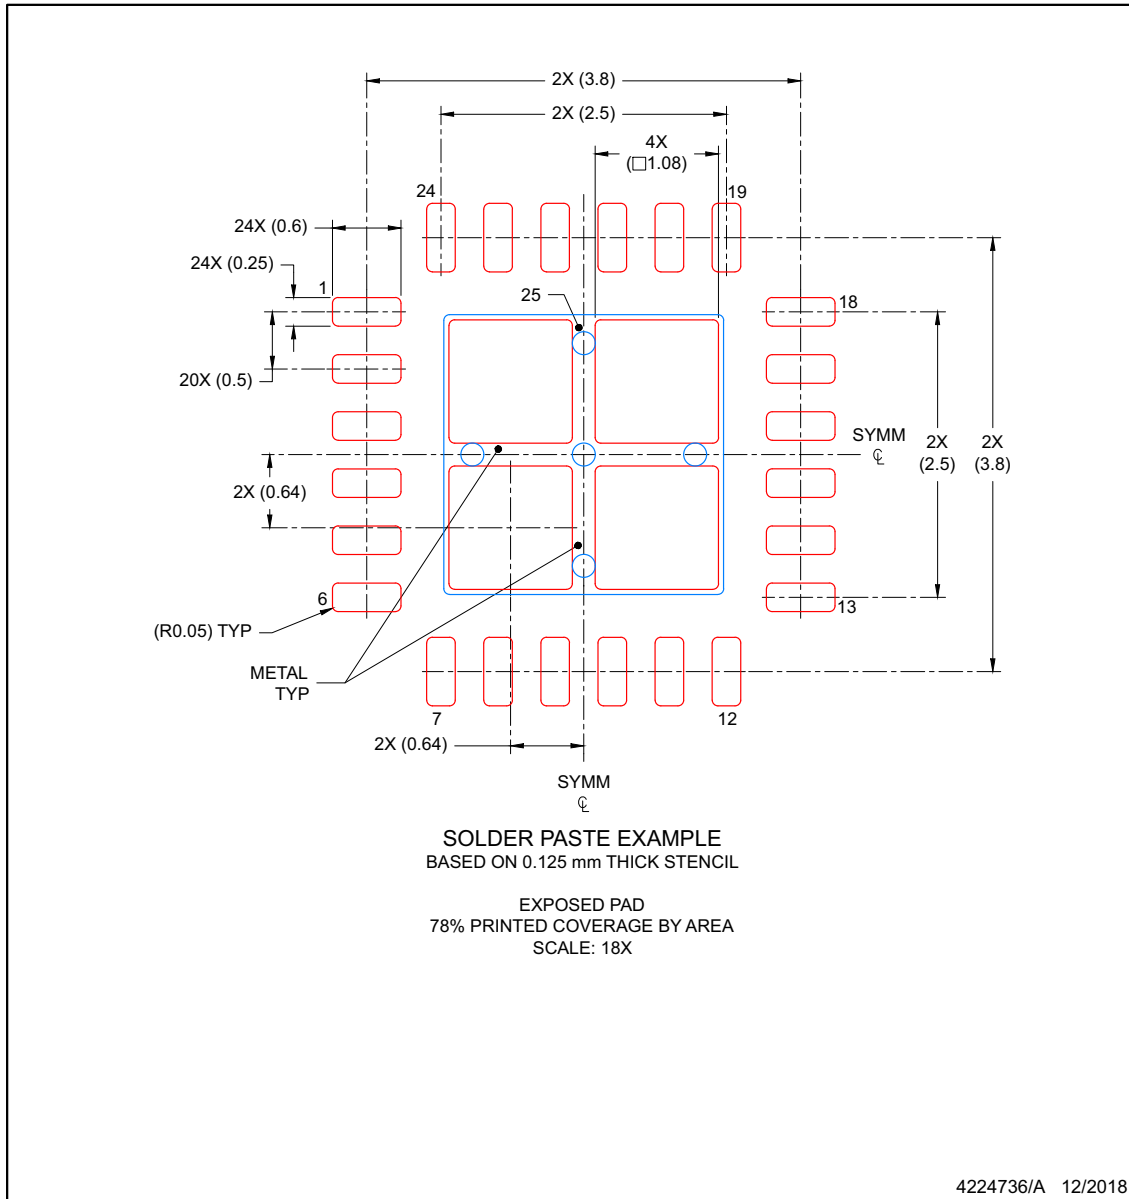 2X (3.8)
2X (2.5)
4X
(□1.08)
24
19
24X (0.6)
24X (0.25)
1
25
18
20X (0.5)
SYMM
℄
2X
(2.5)
2X
(3.8)
2X (0.64)
6
13
(R0.05) TYP
METAL
TYP
7
12
2X (0.64)
SYMM
℄
SOLDER PASTE EXAMPLE
BASED ON 0.125 mm THICK STENCIL
EXPOSED PAD
78% PRINTED COVERAGE BY AREA
SCALE: 18X
4224736/A 12/2018